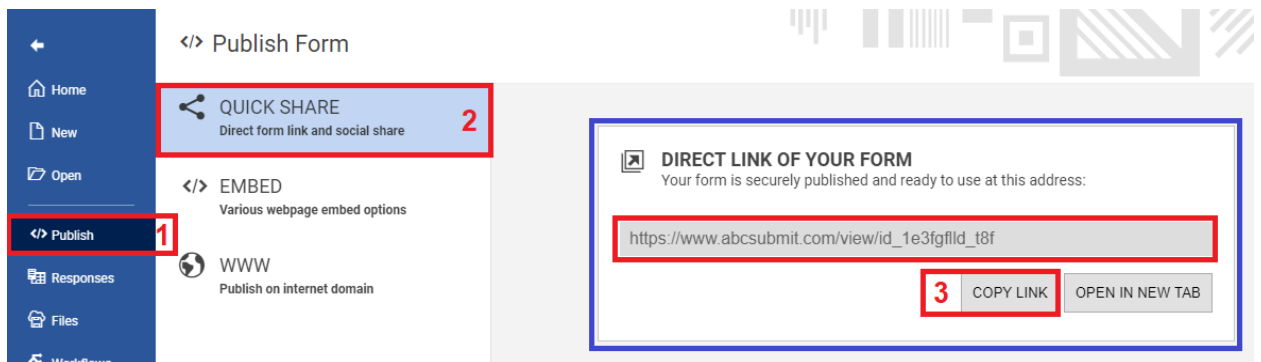 </> Publish Form
Home
New
Open
</> Publish
1
Responses
Files
Workflows
QUICK SHARE
Direct form link and social share
2
</> EMBED
Various webpage embed options
WWW
Publish on internet domain
DIRECT LINK OF YOUR FORM
Your form is securely published and ready to use at this address:
https://www.abcsubmit.com/view/id_1e3fgflld_t8f
3 COPY LINK OPEN IN NEW TAB